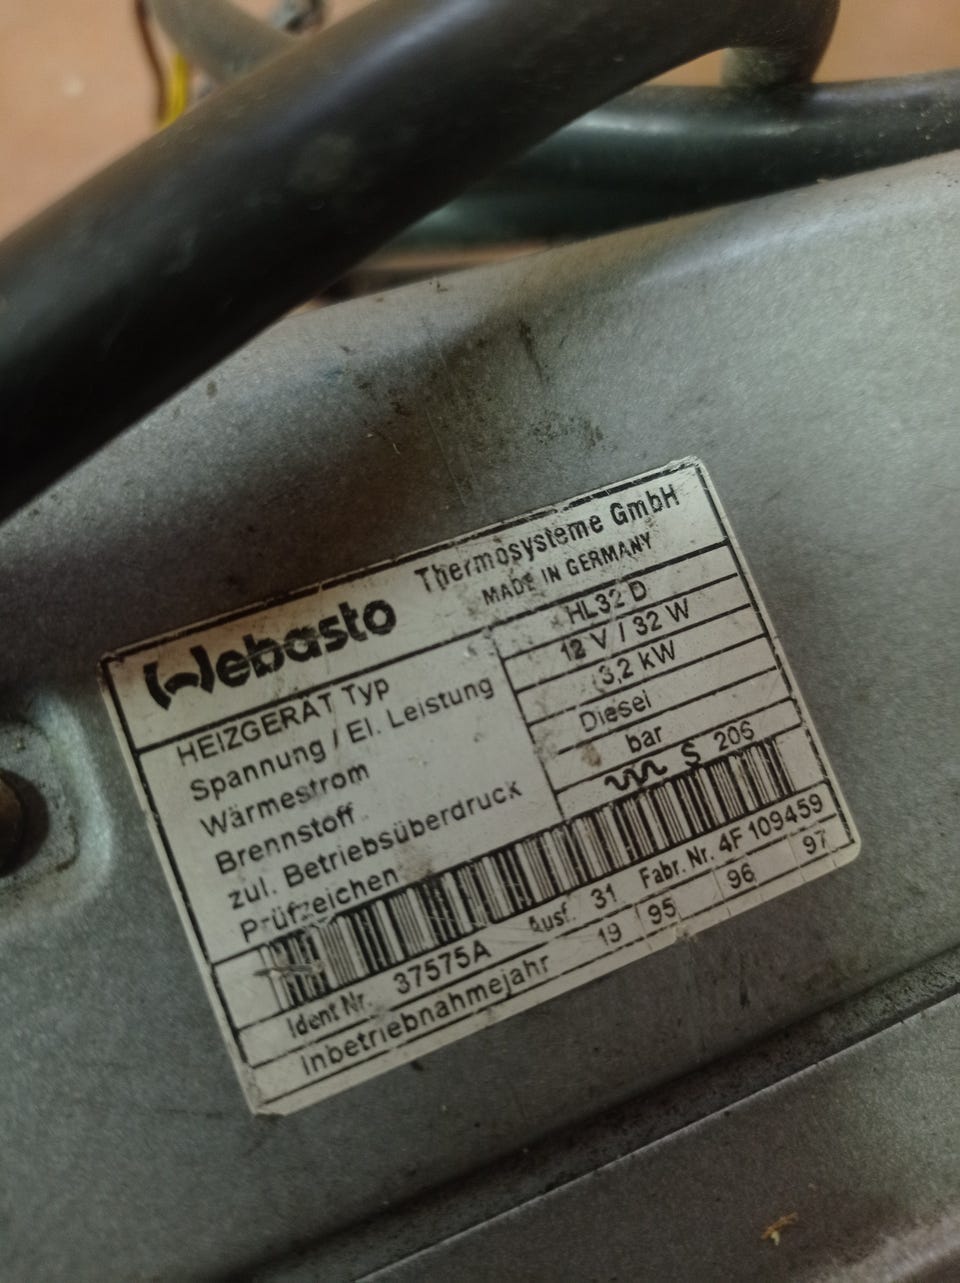 Webasto Thermosysteme GmbH
MADE IN GERMANY
HEIZGERÄT Typ HL32 D
Spannung / El. Leistung 12 V / 32 W
Wärmestrom 3,2 kW
Brennstoff Diesel
zul. Betriebsüberdruck bar
Prüfzeichen ~~~ S 206
Ident Nr. 37575A Ausf. 31 Fabr. Nr. 4F 109459
Inbetriebnahmejahr 19 95 96 97